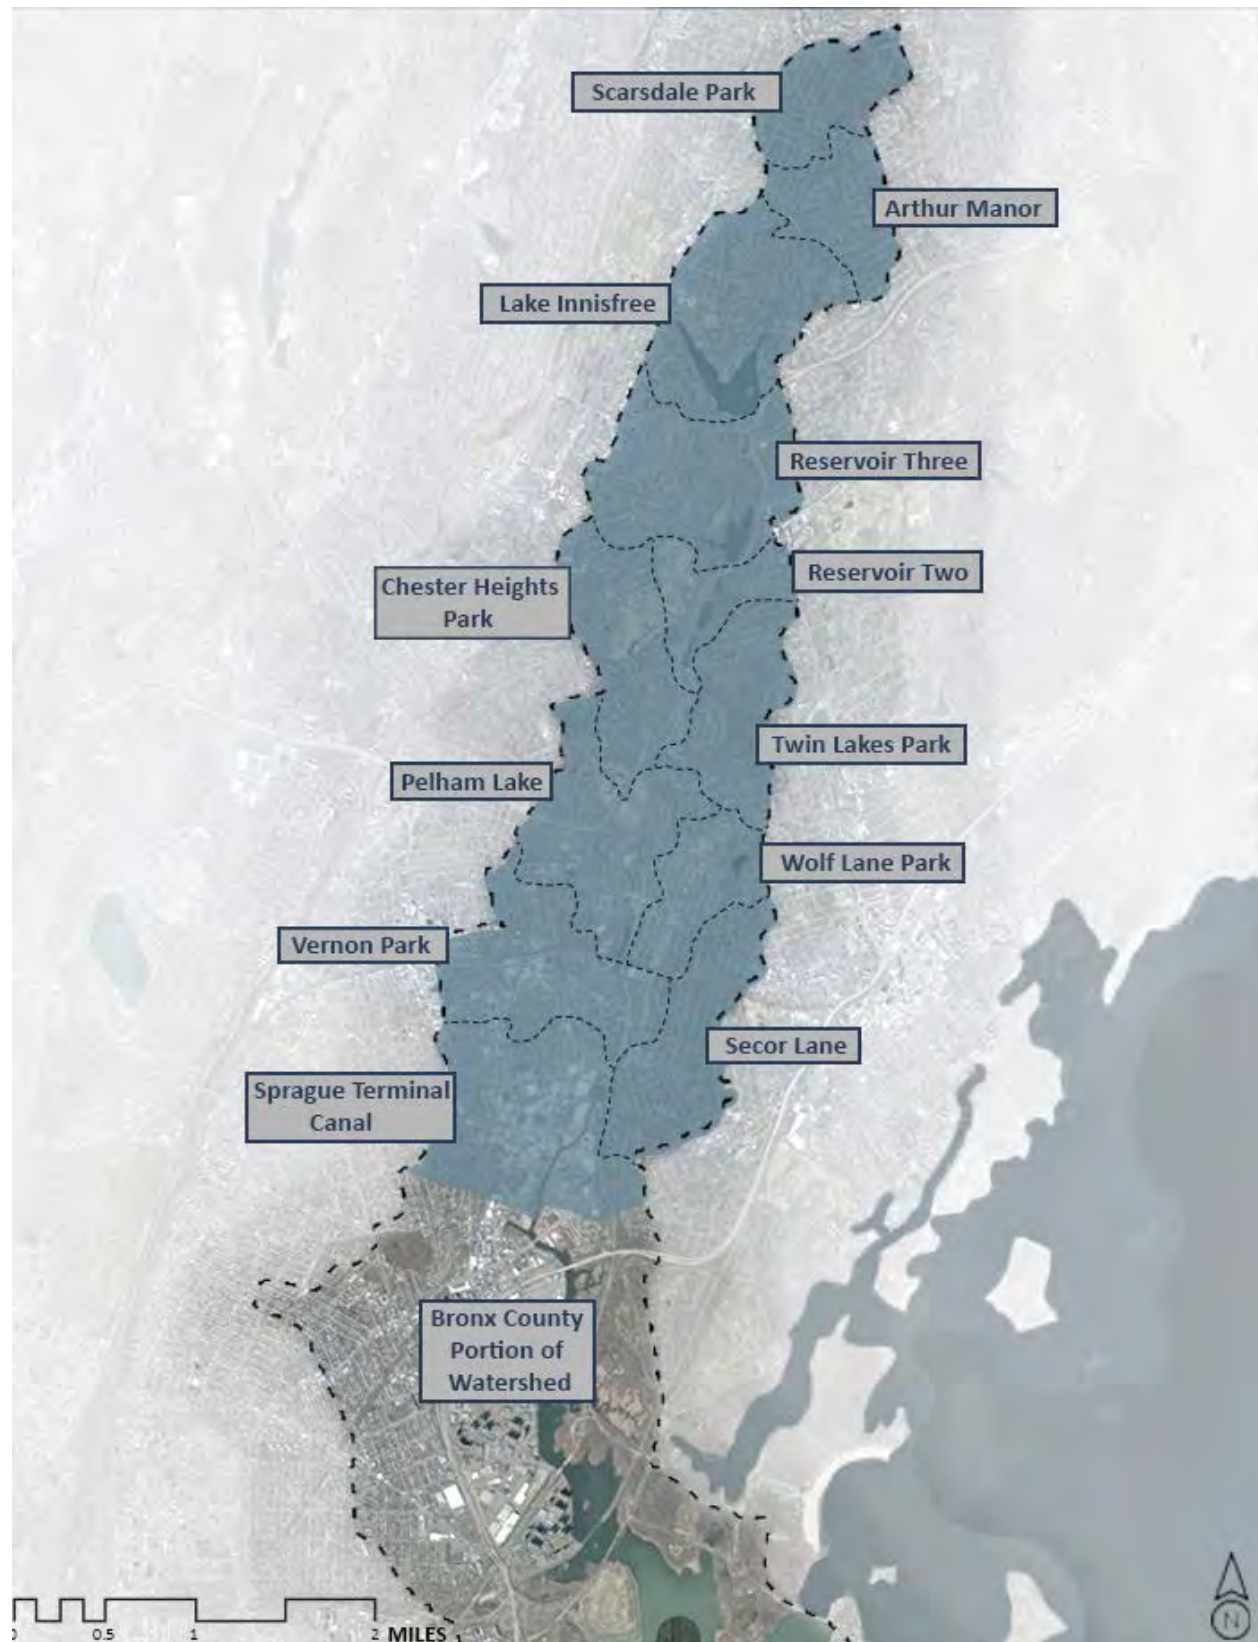 Scarsdale Park
Arthur Manor
Lake Innisfree
Reservoir Three
Reservoir Two
Chester Heights
Park
Twin Lakes Park
Pelham Lake
Wolf Lane Park
Vernon Park
Secor Lane
Sprague Terminal
Canal
Bronx County
Portion of
Watershed
0.5 1 2 MILES
N